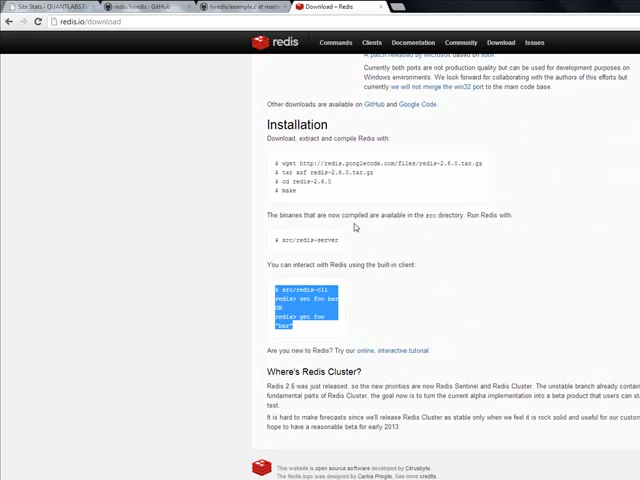 Site Stats - QUANTLABS.N
redis/hiredis - GitHub
hiredis/example.c at mast
Download – Redis
redis.io/download
redis
Commands
Clients
Documentation
Community
Download
Issues
A patch released by Microsoft based on libuv.
Currently both ports are not production quality but can be used for development purposes on
Windows environments. We look forward for collaborating with the authors of this efforts but
currently we will not merge the win32 port to the main code base.
Other downloads are available on GitHub and Google Code.
Installation
Download, extract and compile Redis with:
$ wget http://redis.googlecode.com/files/redis-2.6.0.tar.gz
$ tar xzf redis-2.6.0.tar.gz
$ cd redis-2.6.0
$ make
The binaries that are now compiled are available in the src directory. Run Redis with:
$ src/redis-server
You can interact with Redis using the built-in client:
$ src/redis-cli
redis> set foo bar
OK
redis> get foo
"bar"
Are you new to Redis? Try our online, interactive tutorial.
Where's Redis Cluster?
Redis 2.6 was just released, so the new priorities are now Redis Sentinel and Redis Cluster. The unstable branch already contain
fundamental parts of Redis Cluster, the goal now is to turn the current alpha implementation into a beta product that users can sta
test.
It is hard to make forecasts since we'll release Redis Cluster as stable only when we feel it is rock solid and useful for our custom
hope to have a reasonable beta for early 2013.
This website is open source software developed by Citrusbyte.
The Redis logo was designed by Carlos Prioglio. See more credits.